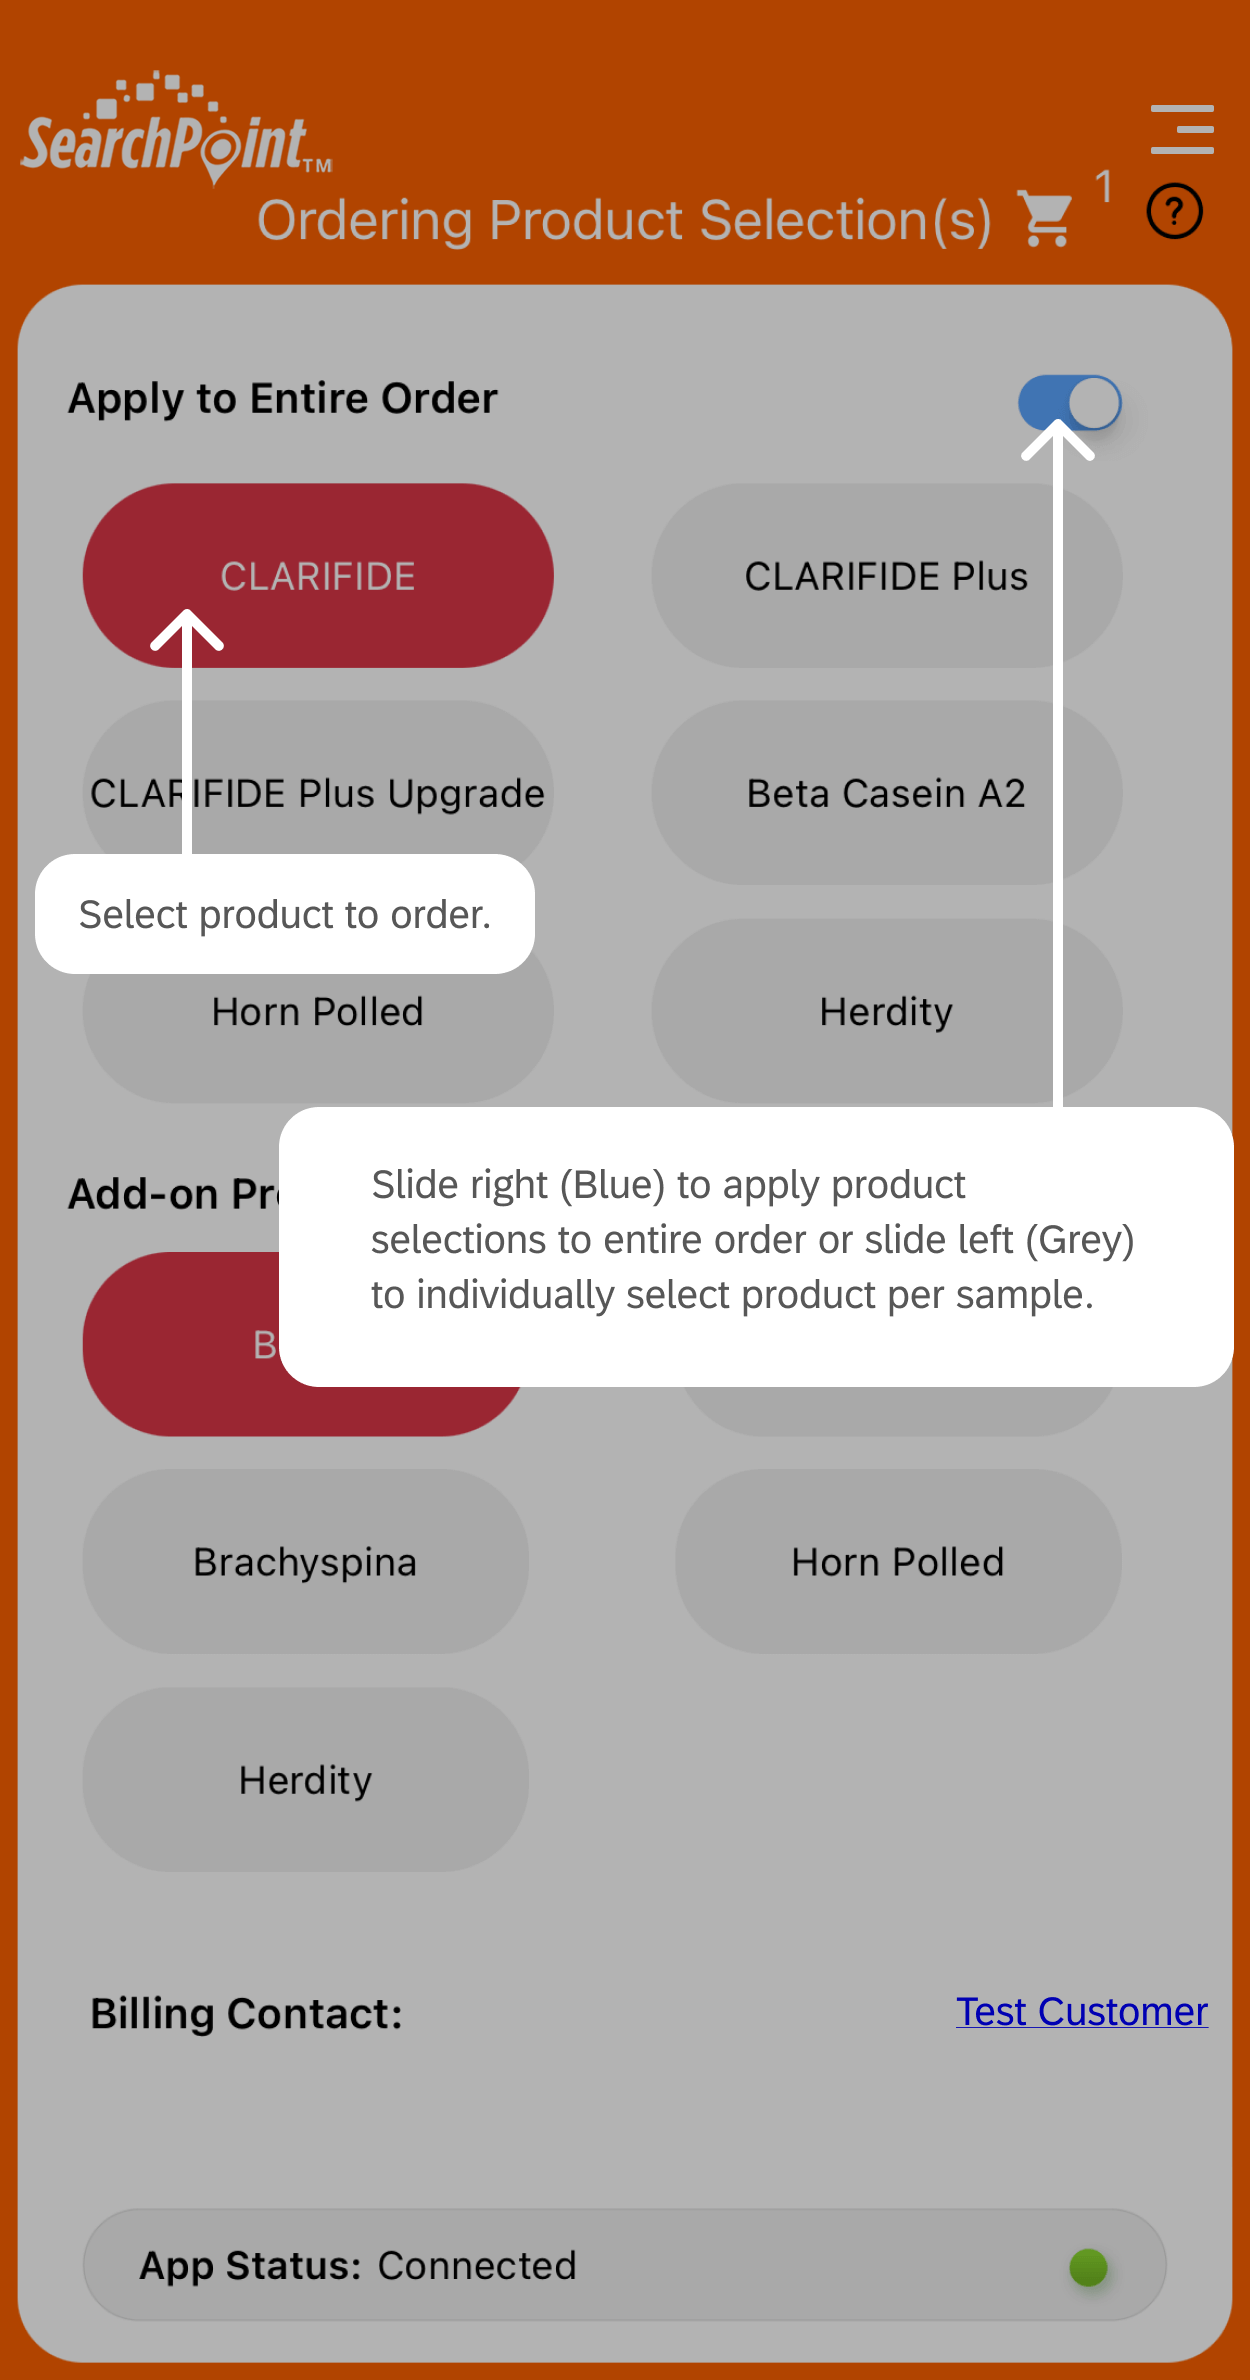 SearchPoint™
Ordering Product Selection(s) 1
?
Apply to Entire Order
CLARIFIDE
CLARIFIDE Plus
CLARIFIDE Plus Upgrade
Beta Casein A2
Select product to order.
Horn Polled
Herdity
Slide right (Blue) to apply product
selections to entire order or slide left (Grey)
to individually select product per sample.
Add-on
Brachyspina
Horn Polled
Herdity
Billing Contact:
Test Customer
App Status: Connected